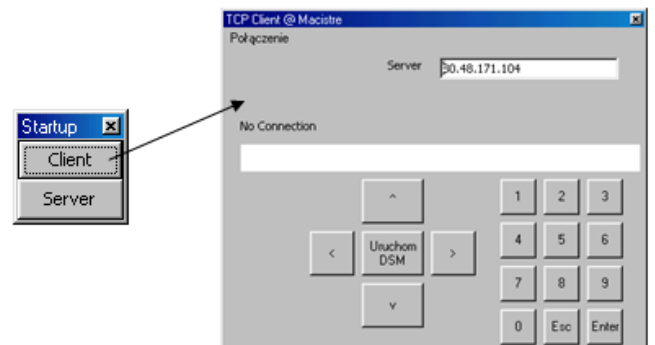 TCP Client @ Macistre
Połączenie
Server 80.48.171.104
No Connection
Startup
Client
Server
^
< Uruchom DSM >
v
1 2 3
4 5 6
7 8 9
0 Esc Enter